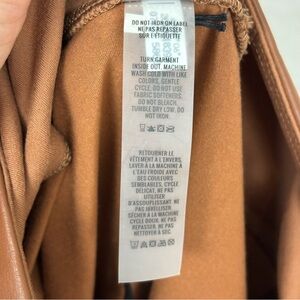 DO NOT IRON ON LABEL
NE PAS REPASSER
SUR L'ÉTIQUETTE
TURN GARMENT
INSIDE OUT. MACHINE
WASH COLD WITH LIKE
COLORS, GENTLE
CYCLE. DO NOT USE
FABRIC SOFTENERS.
DO NOT BLEACH.
TUMBLE DRY LOW. DO
NOT IRON.
RETOURNER LE
VÊTEMENT À L'ENVERS,
LAVER À LA MACHINE À
L'EAU FROIDE AVEC DES
COULEURS
SEMBLABLES, CYCLE
DÉLICAT, NE PAS
UTILISER
D'ASSOUPLISSANT. NE
PAS JAVELLISER
SÉCHER À LA MACHINE À
CYCLE DOUX. NE PAS
REPASSER. NE PAS
NETTOYER À SEC.